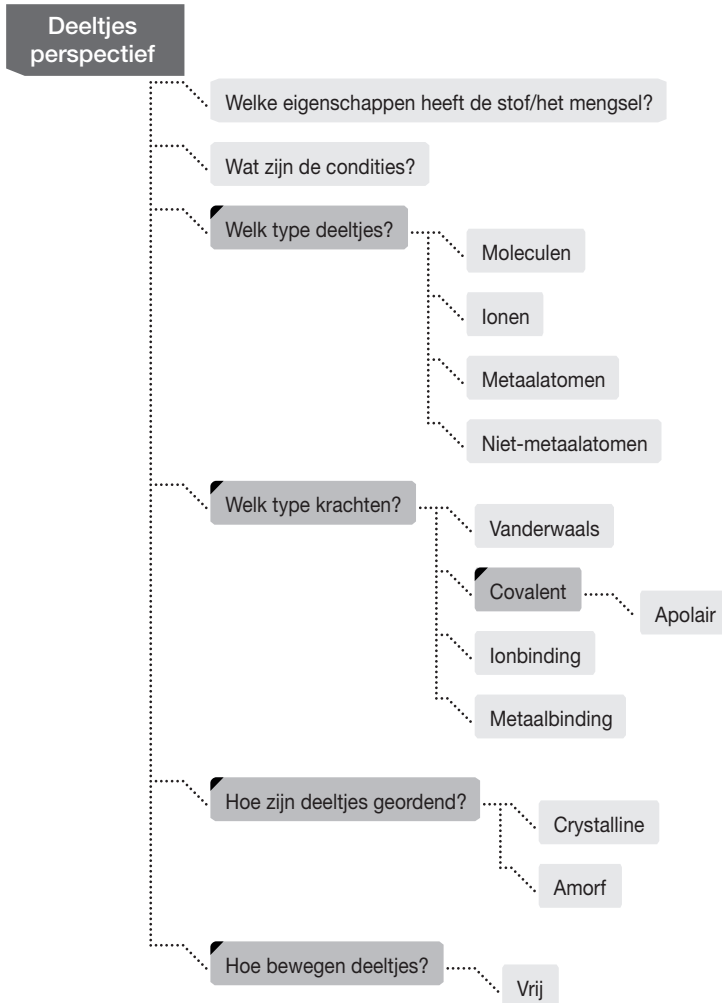 Deeltjes
perspectief
Welke eigenschappen heeft de stof/het mengsel?
Wat zijn de condities?
Welk type deeltjes?
Moleculen
Ionen
Metaalatomen
Niet-metaalatomen
Welk type krachten?
Vanderwaals
Covalent
Apolair
Ionbinding
Metaalbinding
Hoe zijn deeltjes geordend?
Crystalline
Amorf
Hoe bewegen deeltjes?
Vrij